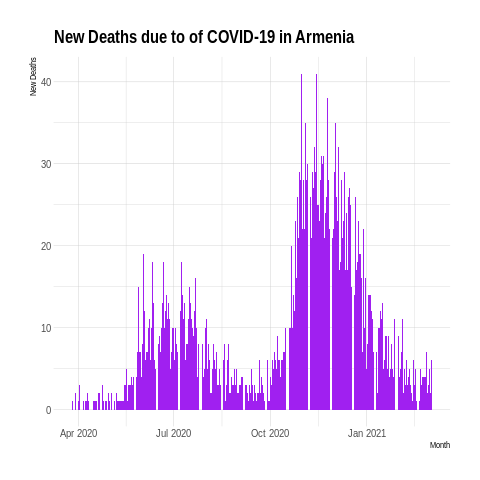 New Deaths due to of COVID-19 in Armenia
New Deaths
40
30
20
10
0
Apr 2020 Jul 2020 Oct 2020 Jan 2021
Month